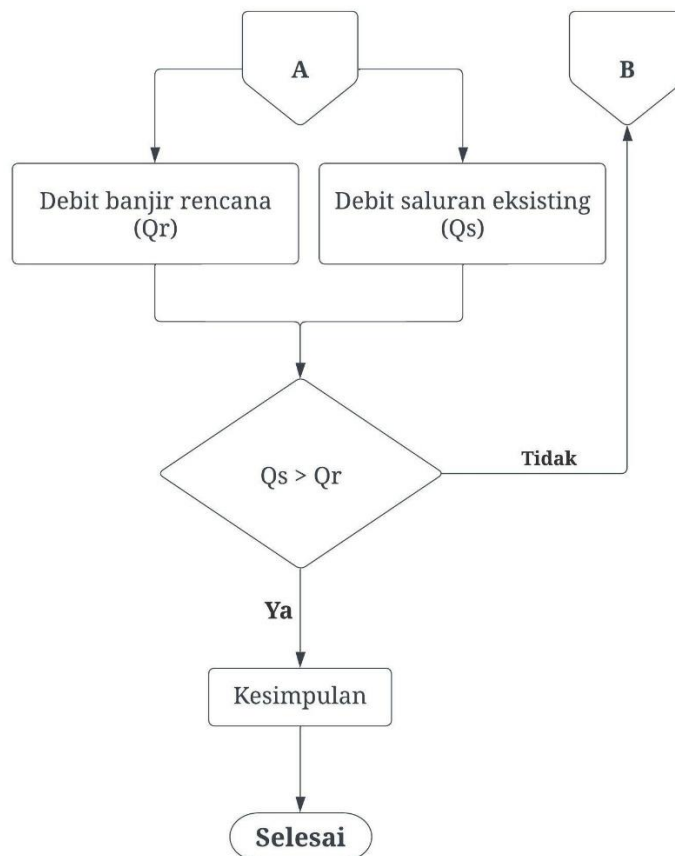 A
B
Debit banjir rencana
(Qr)
Debit saluran eksisting
(Qs)
Qs > Qr
Tidak
Ya
Kesimpulan
Selesai